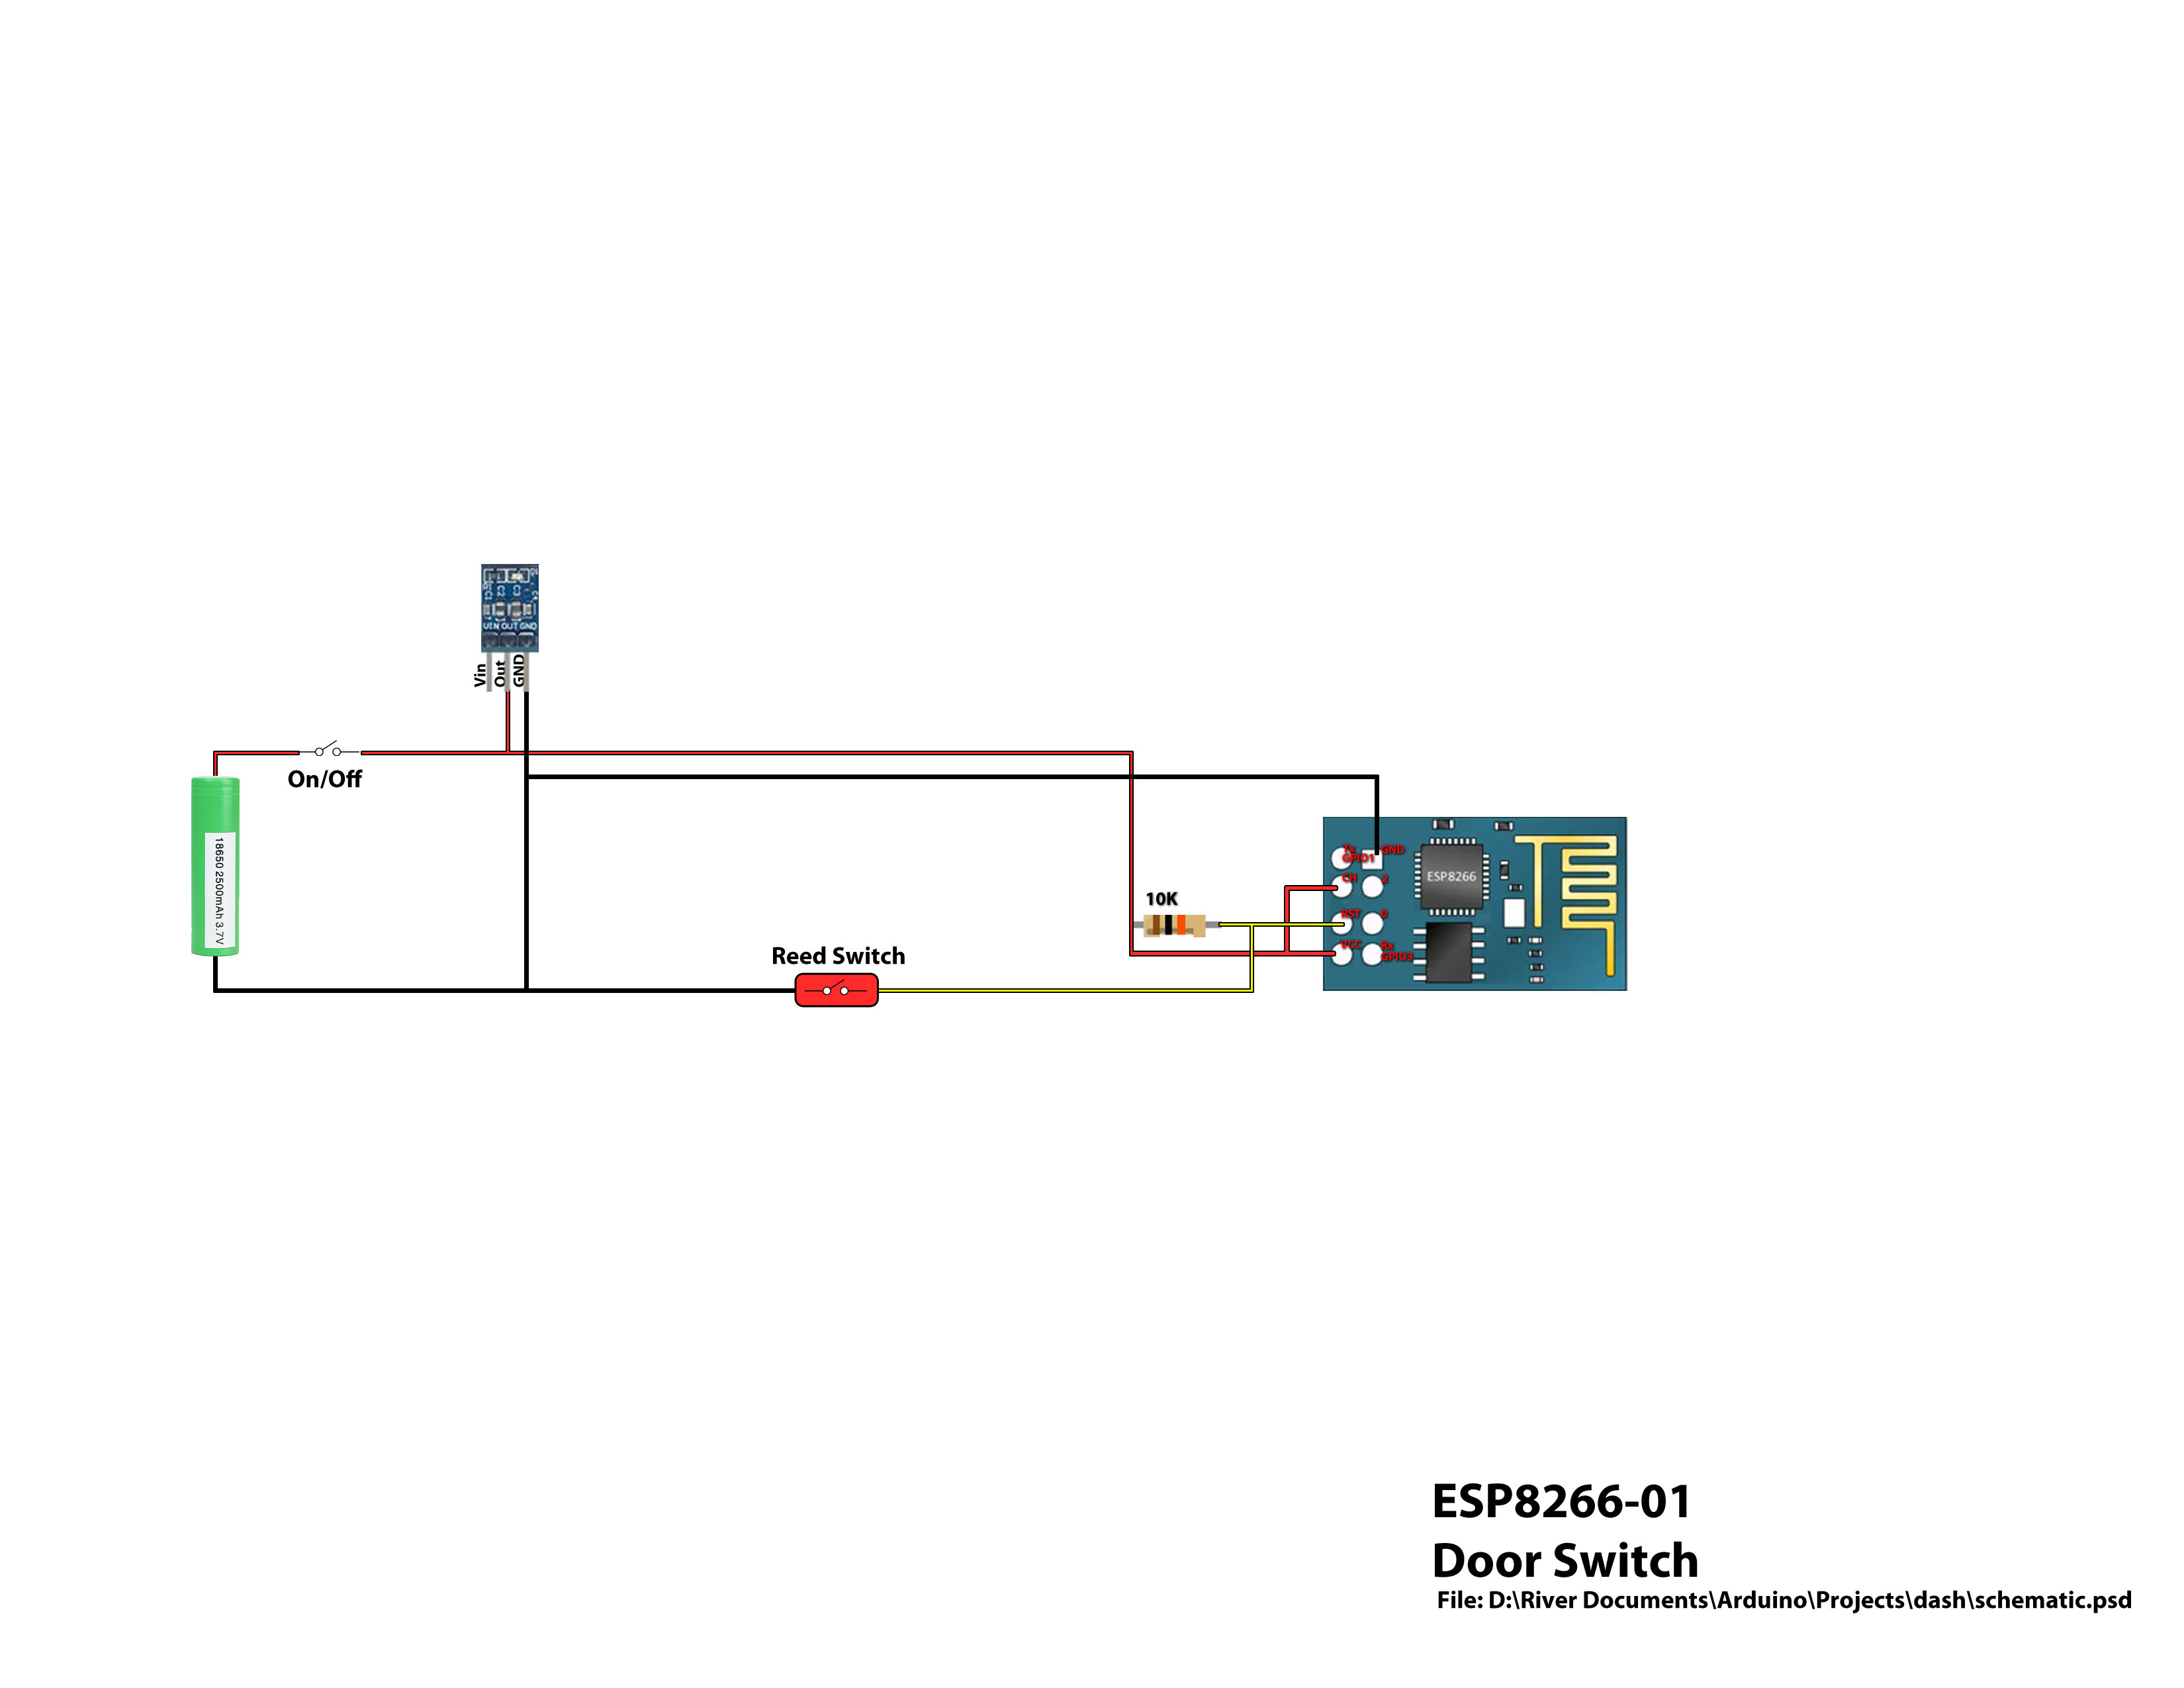 VIN OUT GND
Vin
Out
GND
On/Off
18650 2500mAh 3.7V
Reed Switch
10K
Tx
GPIO1
GND
CH
2
RST
0
VCC
Rx
GPIO3
ESP8266
ESP8266-01
Door Switch
File: D:\River Documents\Arduino\Projects\dash\schematic.psd